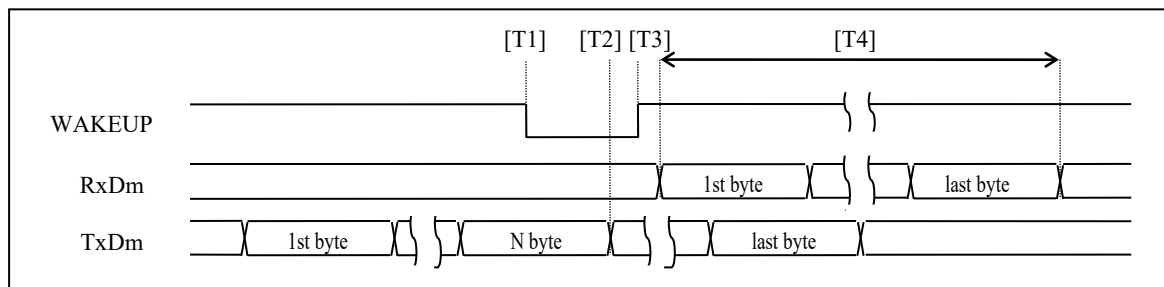 [T1] [T2] [T3] [T4]
WAKEUP
RxDm 1st byte last byte
TxDm 1st byte N byte last byte